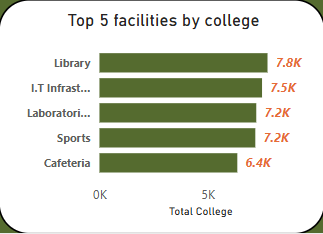 Top 5 facilities by college
Library 7.8K
I.T Infrast... 7.5K
Laboratori... 7.2K
Sports 7.2K
Cafeteria 6.4K
0K 5K
Total College